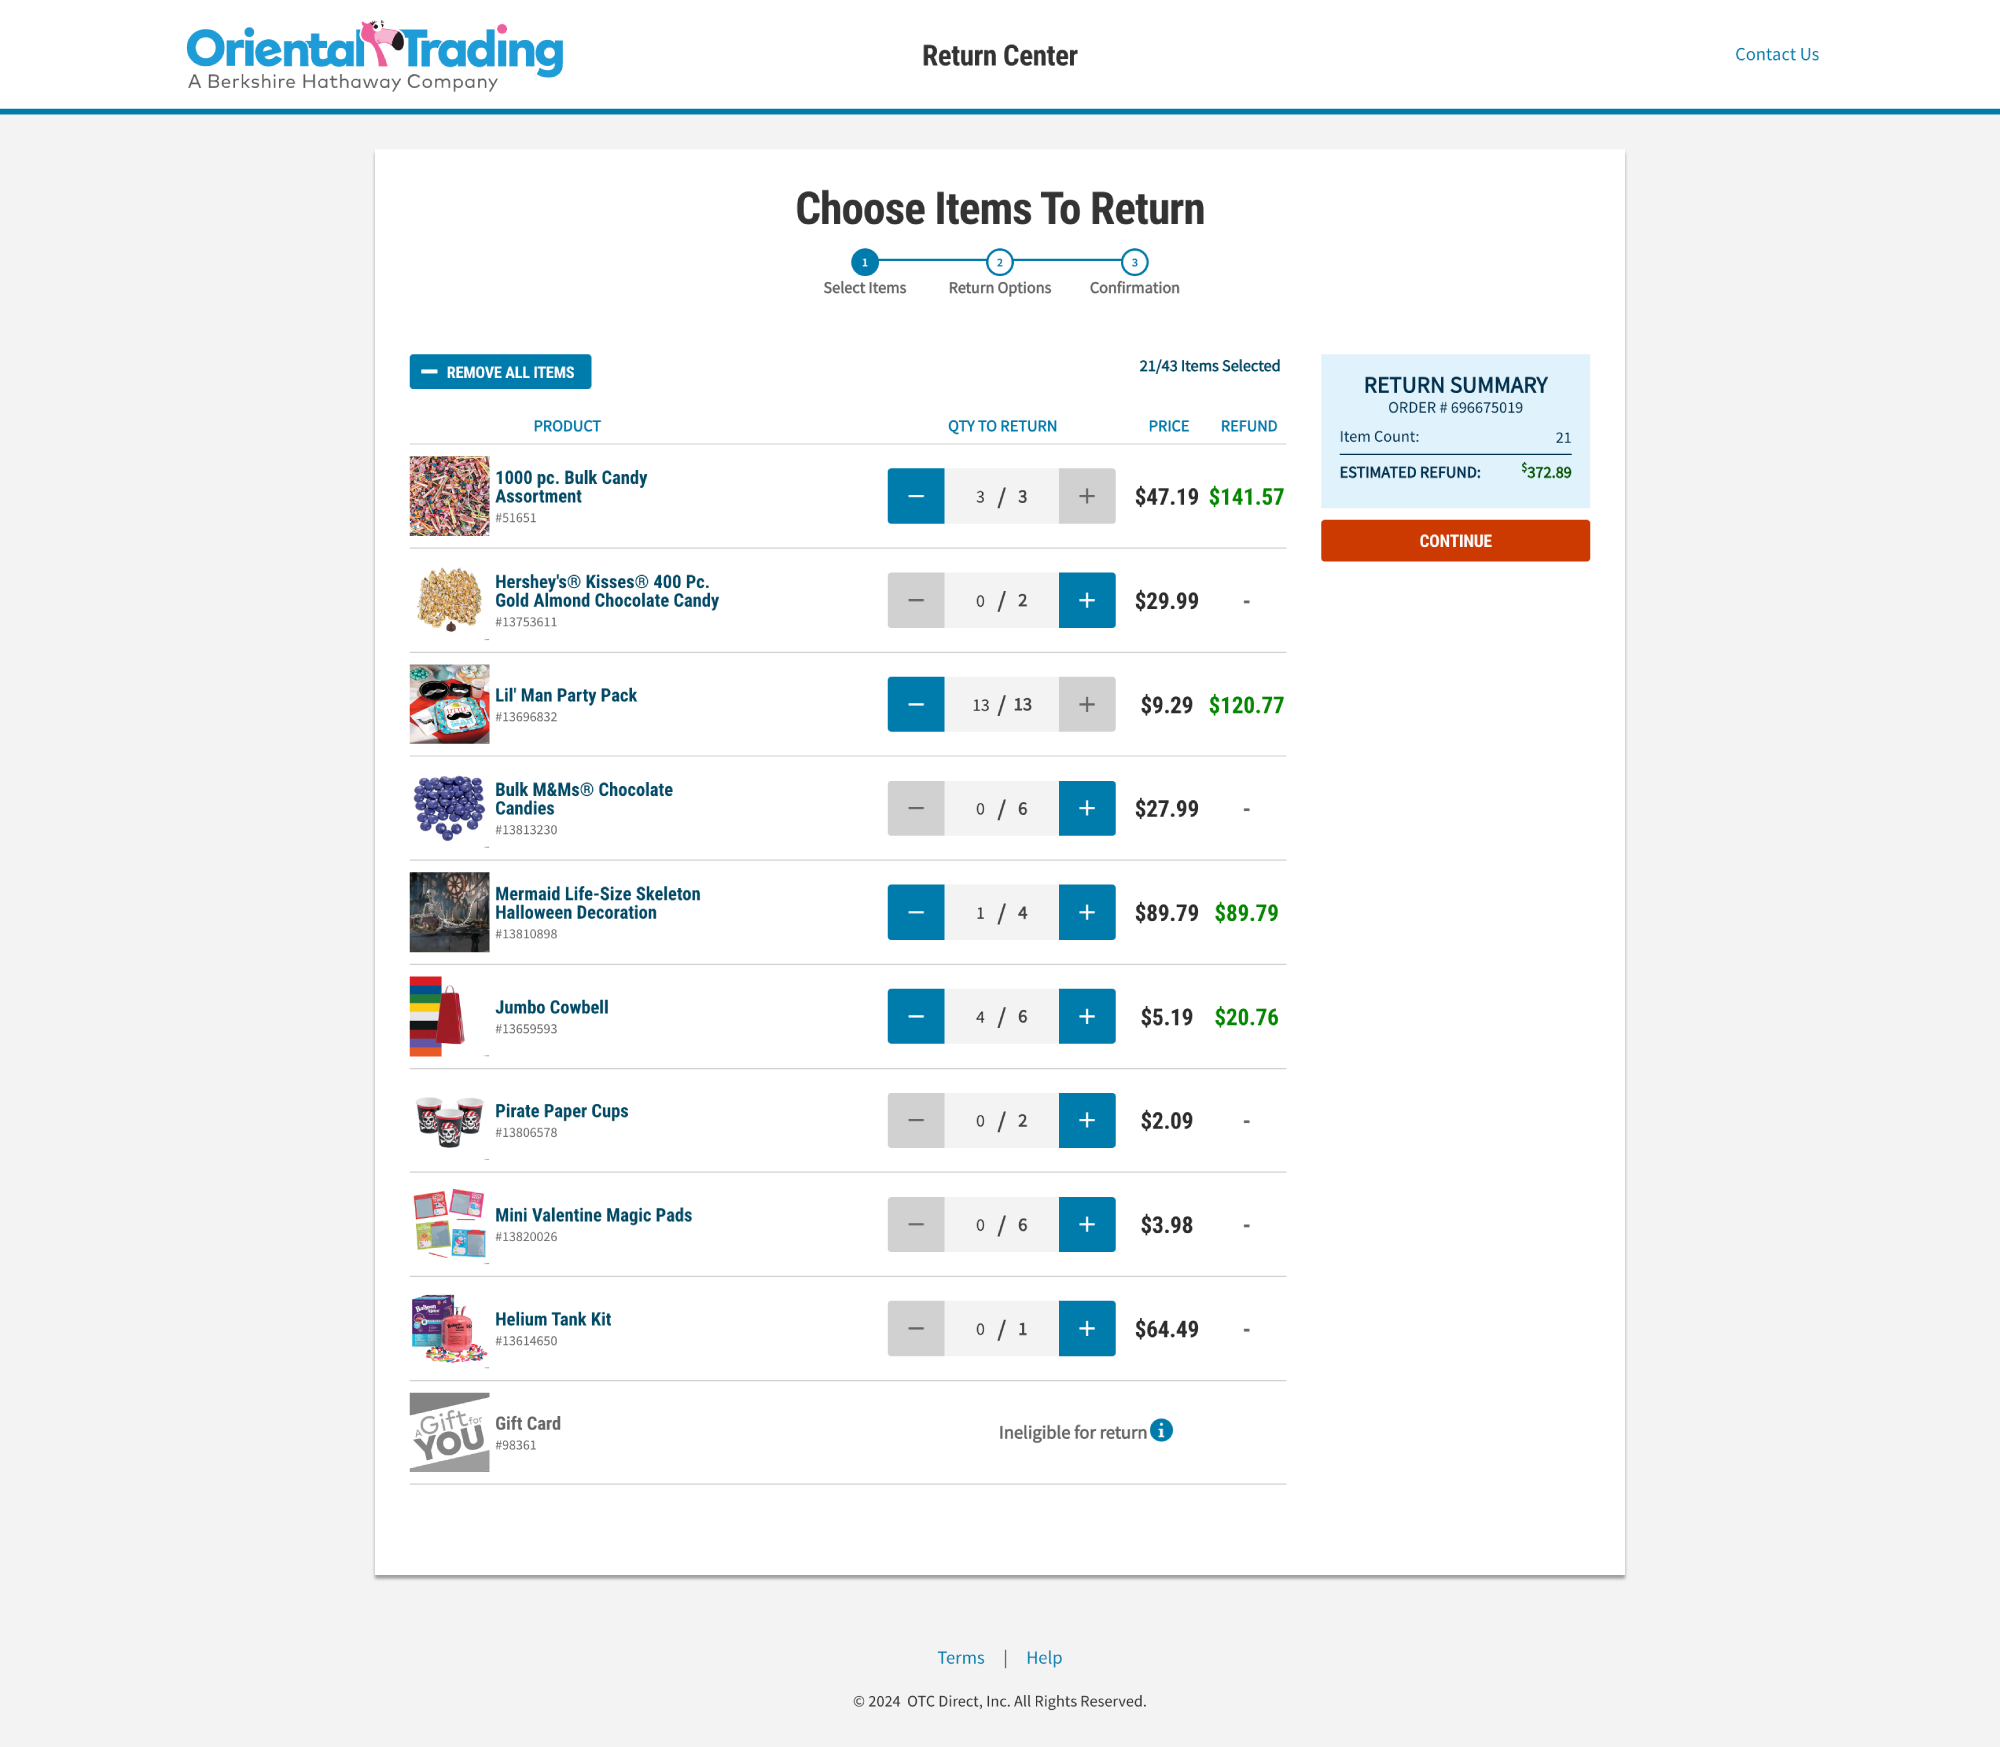 Oriental Trading
A Berkshire Hathaway Company
Return Center
Contact Us
Choose Items To Return
1
2
3
Select Items
Return Options
Confirmation
REMOVE ALL ITEMS
21/43 Items Selected
PRODUCT
QTY TO RETURN
PRICE
REFUND
1000 pc. Bulk Candy
Assortment
#51651
− 3 / 3 +
$47.19 $141.57
Hershey's® Kisses® 400 Pc.
Gold Almond Chocolate Candy
#13753611
− 0 / 2 +
$29.99 -
Lil' Man Party Pack
#13696832
− 13 / 13 +
$9.29 $120.77
Bulk M&Ms® Chocolate
Candies
#13813230
− 0 / 6 +
$27.99 -
Mermaid Life-Size Skeleton
Halloween Decoration
#13810898
− 1 / 4 +
$89.79 $89.79
Jumbo Cowbell
#13659593
− 4 / 6 +
$5.19 $20.76
Pirate Paper Cups
#13806578
− 0 / 2 +
$2.09 -
Mini Valentine Magic Pads
#13820026
− 0 / 6 +
$3.98 -
Helium Tank Kit
#13614650
− 0 / 1 +
$64.49 -
A Gift for
YOU
Gift Card
#98361
Ineligible for return i
RETURN SUMMARY
ORDER # 696675019
Item Count: 21
ESTIMATED REFUND: $372.89
CONTINUE
Terms | Help
© 2024 OTC Direct, Inc. All Rights Reserved.